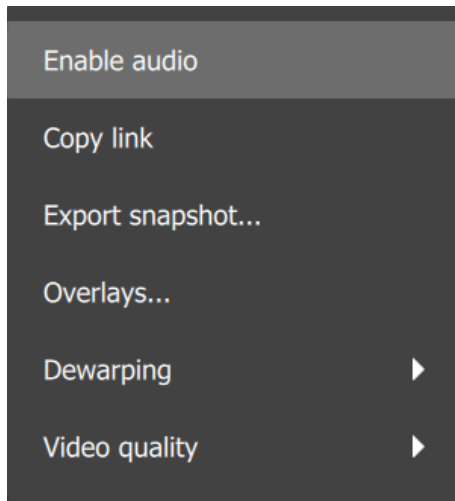 Enable audio
Copy link
Export snapshot...
Overlays...
Dewarping
Video quality